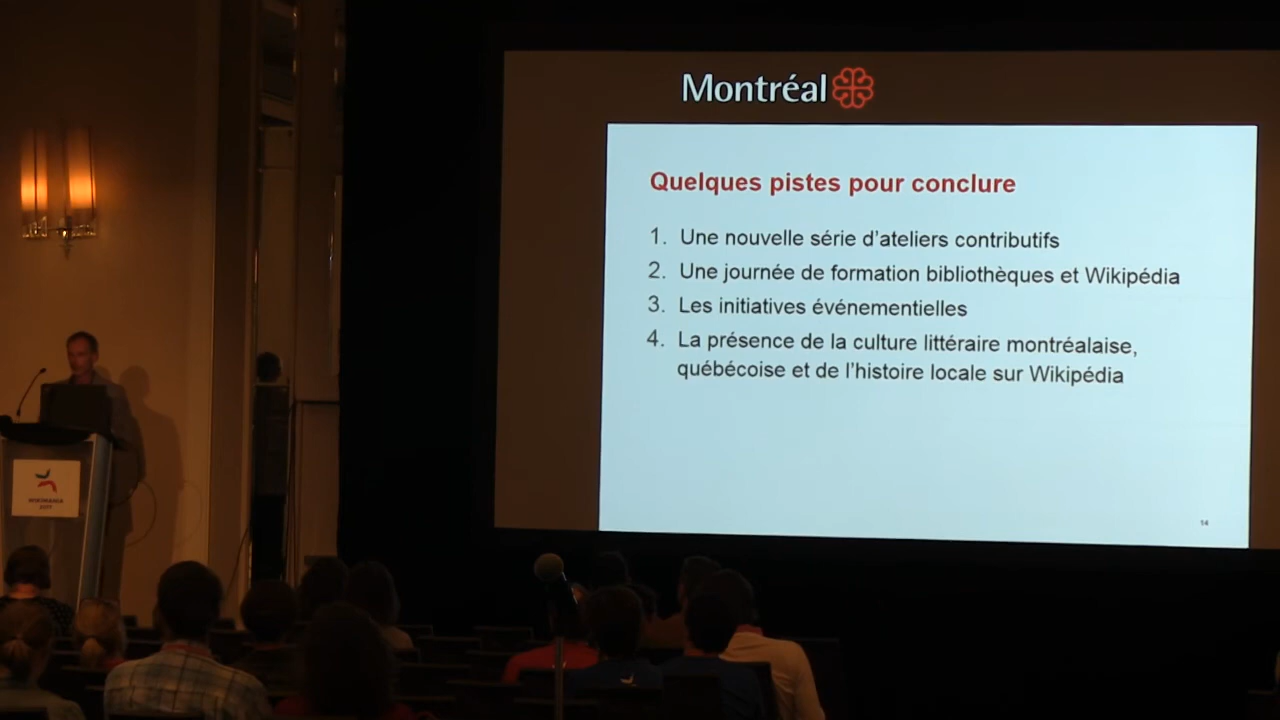 Montréal
Quelques pistes pour conclure
1. Une nouvelle série d'ateliers contributifs
2. Une journée de formation bibliothèques et Wikipédia
3. Les initiatives événementielles
4. La présence de la culture littéraire montréalaise,
québécoise et de l'histoire locale sur Wikipédia
14
WIKIMANIA